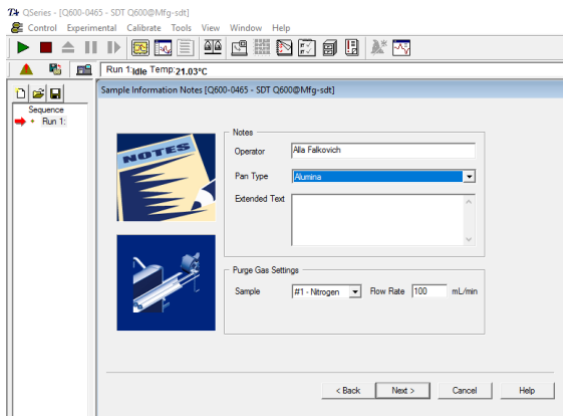 TA QSeries - [Q600-0465 - SDT Q600@Mfg-sdt]
Control Experimental Calibrate Tools View Window Help
Run 1: Idle Temp: 21.03°C
Sample Information Notes [Q600-0465 - SDT Q600@Mfg-sdt]
Sequence
Run 1:
NOTES
Notes
Operator Alla Falkovich
Pan Type Alumina
Extended Text
Purge Gas Settings
Sample #1 - Nitrogen Flow Rate 100 mL/min
< Back Next > Cancel Help